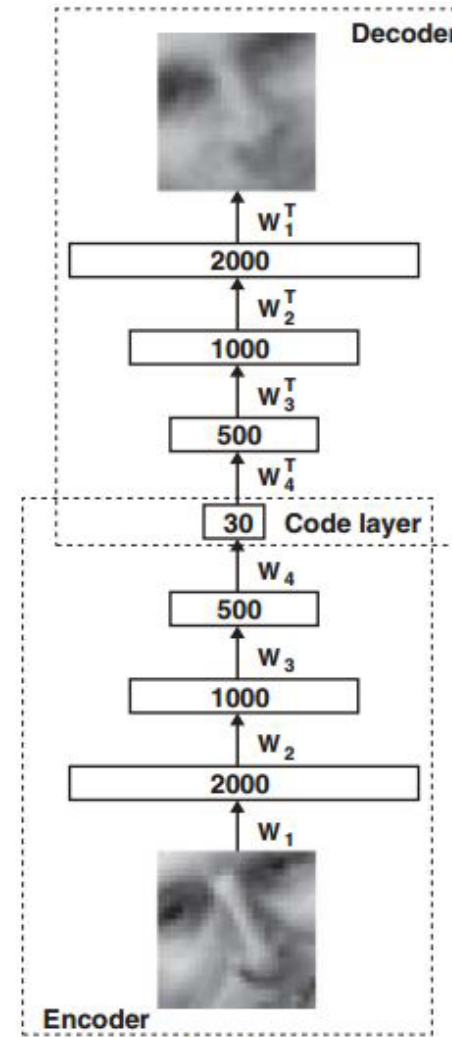 Decoder
W₁ᵀ
2000
W₂ᵀ
1000
W₃ᵀ
500
W₄ᵀ
30 Code layer
W₄
500
W₃
1000
W₂
2000
W₁
Encoder